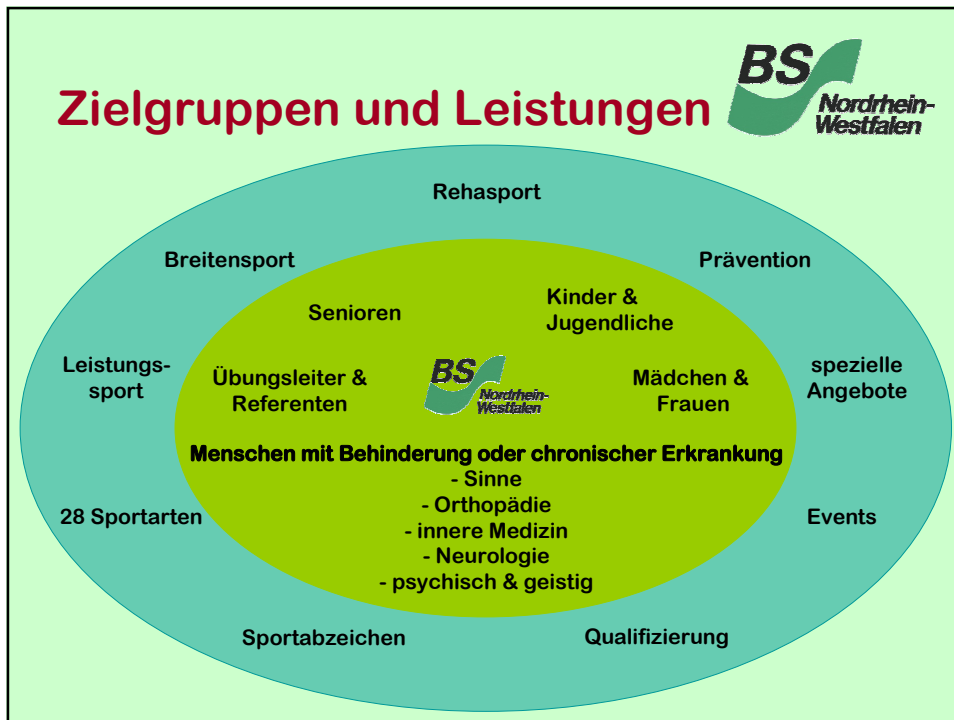 BS
Nordrhein-
Westfalen
Zielgruppen und Leistungen
Rehasport
Breitensport
Prävention
Kinder &
Jugendliche
Senioren
Leistungs-
sport
Übungsleiter &
Referenten
BS
Nordrhein-
Westfalen
Mädchen &
Frauen
spezielle
Angebote
Menschen mit Behinderung oder chronischer Erkrankung
- Sinne
- Orthopädie
- innere Medizin
- Neurologie
- psychisch & geistig
28 Sportarten
Events
Sportabzeichen
Qualifizierung